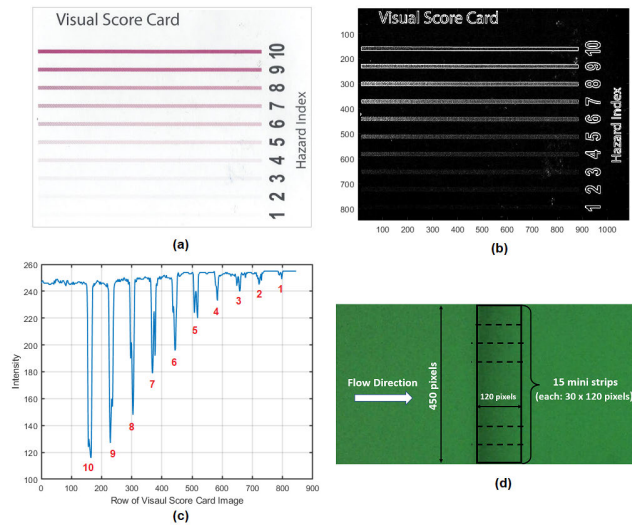 Visual Score Card
10
9
8
7
6
5
4
3
2
1
Hazard Index
(a)
Visual Score Card
100
200
300
400
500
600
700
800
100 200 300 400 500 600 700 800 900 1000
10
9
8
7
6
5
4
3
2
1
Hazard Index
(b)
260
240
220
200
180
160
140
120
100
Intensity
0 100 200 300 400 500 600 700 800 900
Row of Visaul Score Card Image
10
9
8
7
6
5
4
3
2
1
(c)
Flow Direction
450 pixels
120 pixels
15 mini strips
(each: 30 x 120 pixels)
(d)